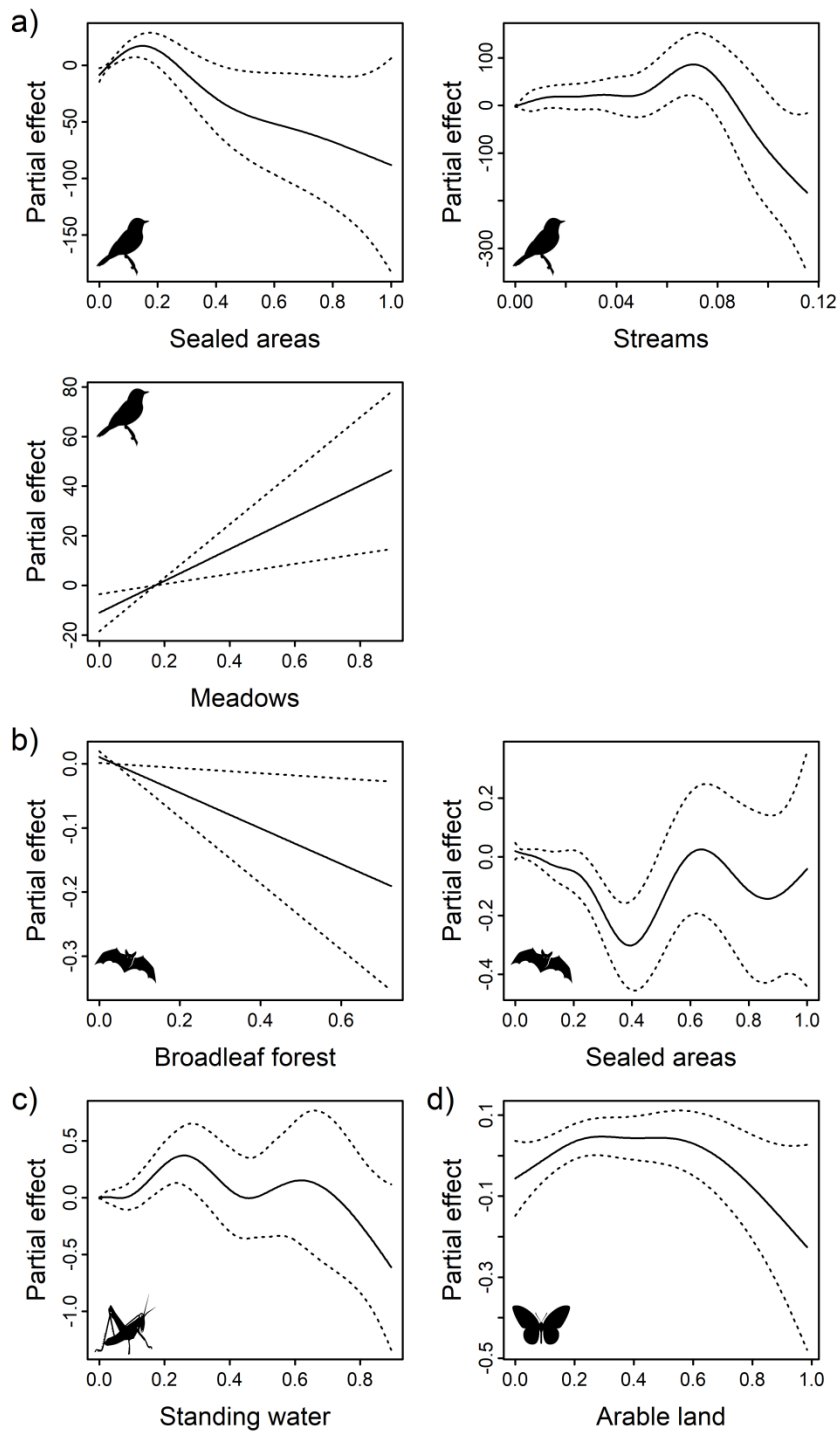 a)
Partial effect
0
-50
-100
-150
0.0 0.2 0.4 0.6 0.8 1.0
Sealed areas
Partial effect
100
0
-100
-300
0.00 0.04 0.08 0.12
Streams
Partial effect
80
60
40
20
0
-20
0.0 0.2 0.4 0.6 0.8
Meadows
b)
Partial effect
0.0
-0.1
-0.2
-0.3
0.0 0.2 0.4 0.6
Broadleaf forest
Partial effect
0.2
0.0
-0.2
-0.4
0.0 0.2 0.4 0.6 0.8 1.0
Sealed areas
c)
Partial effect
0.5
0.0
-0.5
-1.0
0.0 0.2 0.4 0.6 0.8
Standing water
d)
Partial effect
0.1
-0.1
-0.3
-0.5
0.0 0.2 0.4 0.6 0.8 1.0
Arable land